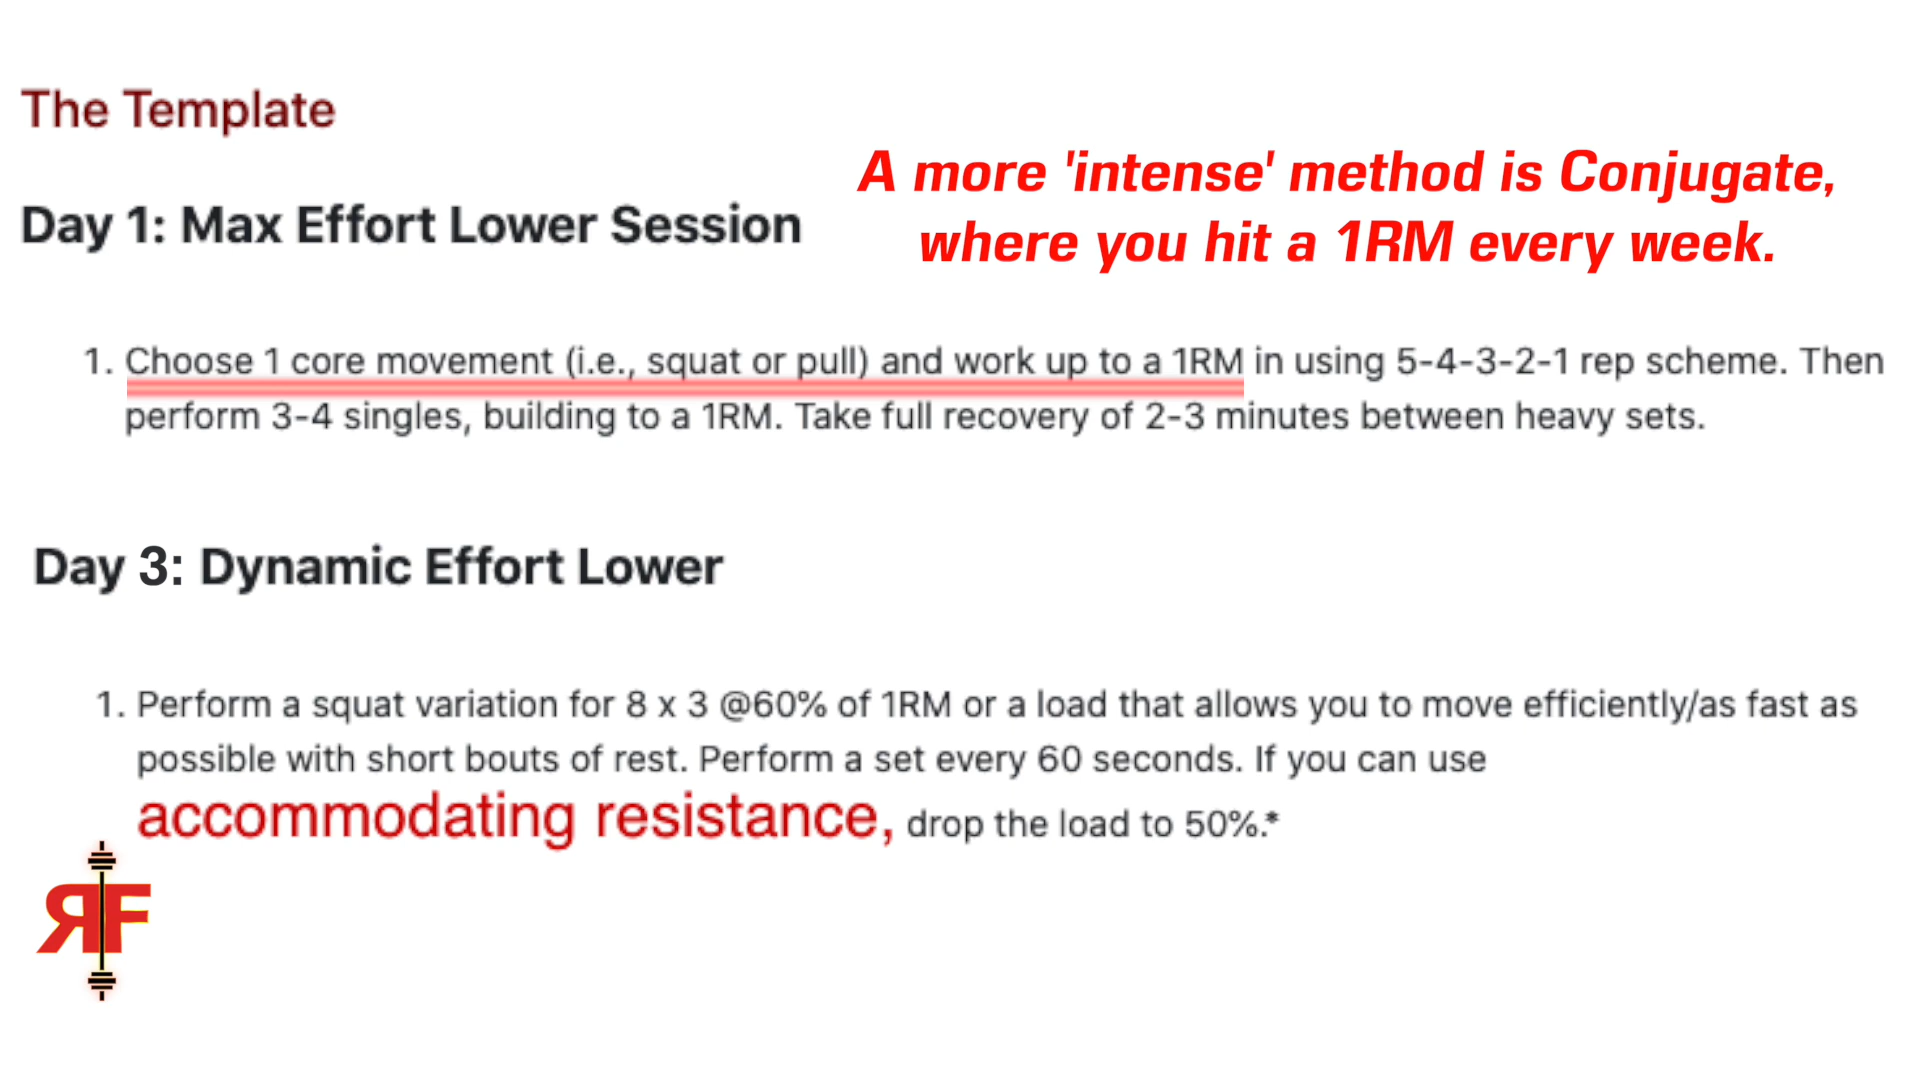 The Template
A more 'intense' method is Conjugate,
where you hit a 1RM every week.
Day 1: Max Effort Lower Session
1. Choose 1 core movement (i.e., squat or pull) and work up to a 1RM in using 5-4-3-2-1 rep scheme. Then
perform 3-4 singles, building to a 1RM. Take full recovery of 2-3 minutes between heavy sets.
Day 3: Dynamic Effort Lower
1. Perform a squat variation for 8 x 3 @60% of 1RM or a load that allows you to move efficiently/as fast as
possible with short bouts of rest. Perform a set every 60 seconds. If you can use
accommodating resistance, drop the load to 50%.*
RF